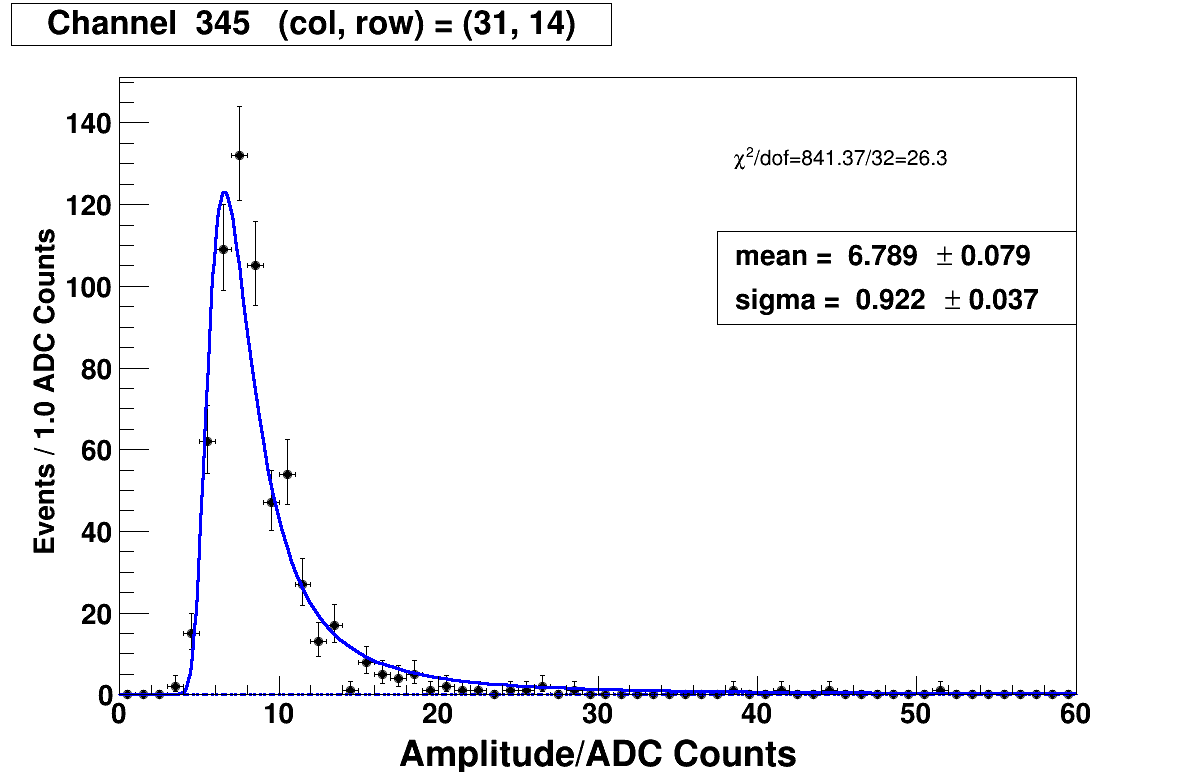 Channel 345 (col, row) = (31, 14)
χ²/dof=841.37/32=26.3
mean = 6.789 ± 0.079
sigma = 0.922 ± 0.037
Events / 1.0 ADC Counts
140
120
100
80
60
40
20
0
0 10 20 30 40 50 60
Amplitude/ADC Counts